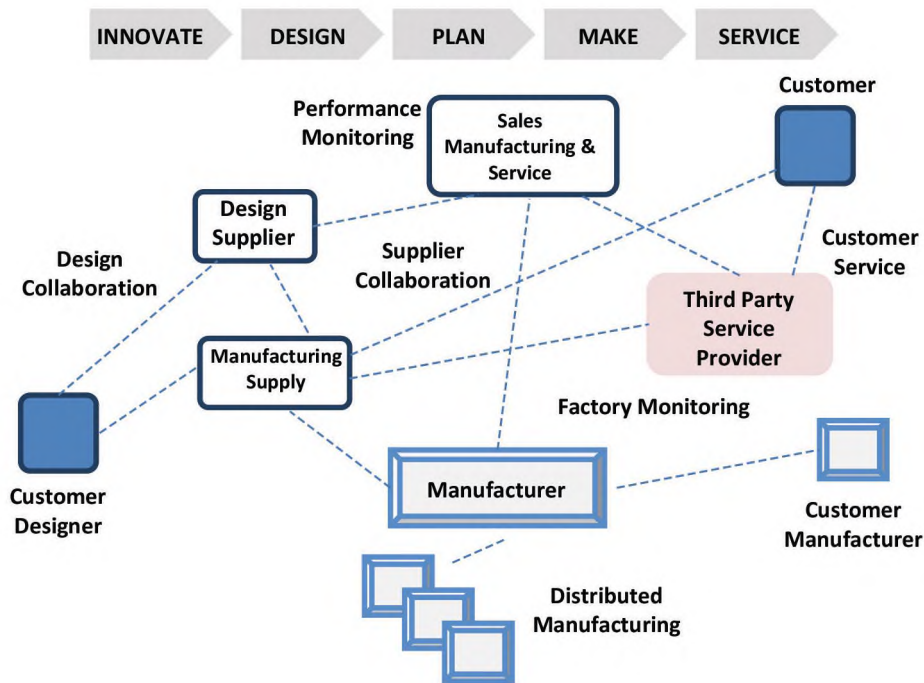 INNOVATE
DESIGN
PLAN
MAKE
SERVICE
Customer
Performance
Monitoring
Sales
Manufacturing &
Service
Design
Supplier
Design
Collaboration
Supplier
Collaboration
Customer
Service
Third Party
Service
Provider
Manufacturing
Supply
Factory Monitoring
Customer
Designer
Manufacturer
Customer
Manufacturer
Distributed
Manufacturing